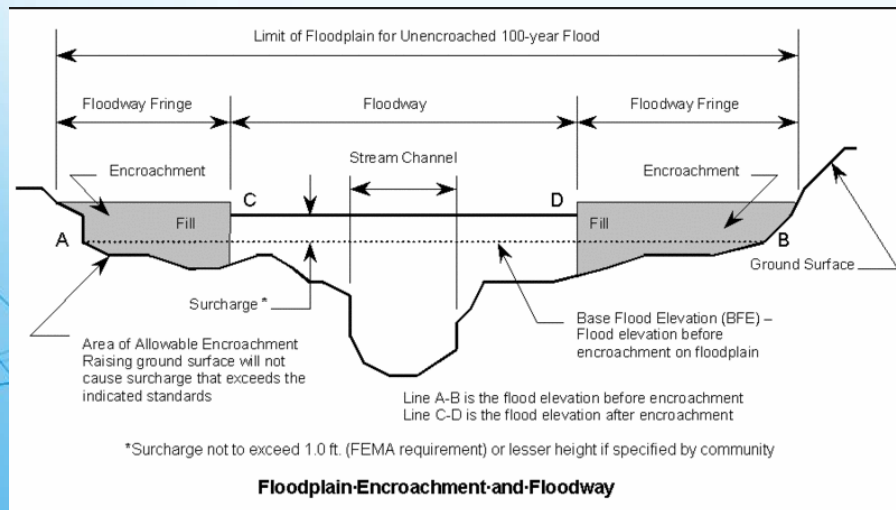 Limit of Floodplain for Unencroached 100-year Flood
Floodway Fringe
Floodway
Floodway Fringe
Stream Channel
Encroachment
Encroachment
C
D
Fill
Fill
A
B
Ground Surface
Surcharge *
Base Flood Elevation (BFE) –
Flood elevation before
encroachment on floodplain
Area of Allowable Encroachment
Raising ground surface will not
cause surcharge that exceeds the
indicated standards
Line A-B is the flood elevation before encroachment
Line C-D is the flood elevation after encroachment
*Surcharge not to exceed 1.0 ft. (FEMA requirement) or lesser height if specified by community
Floodplain·Encroachment·and·Floodway